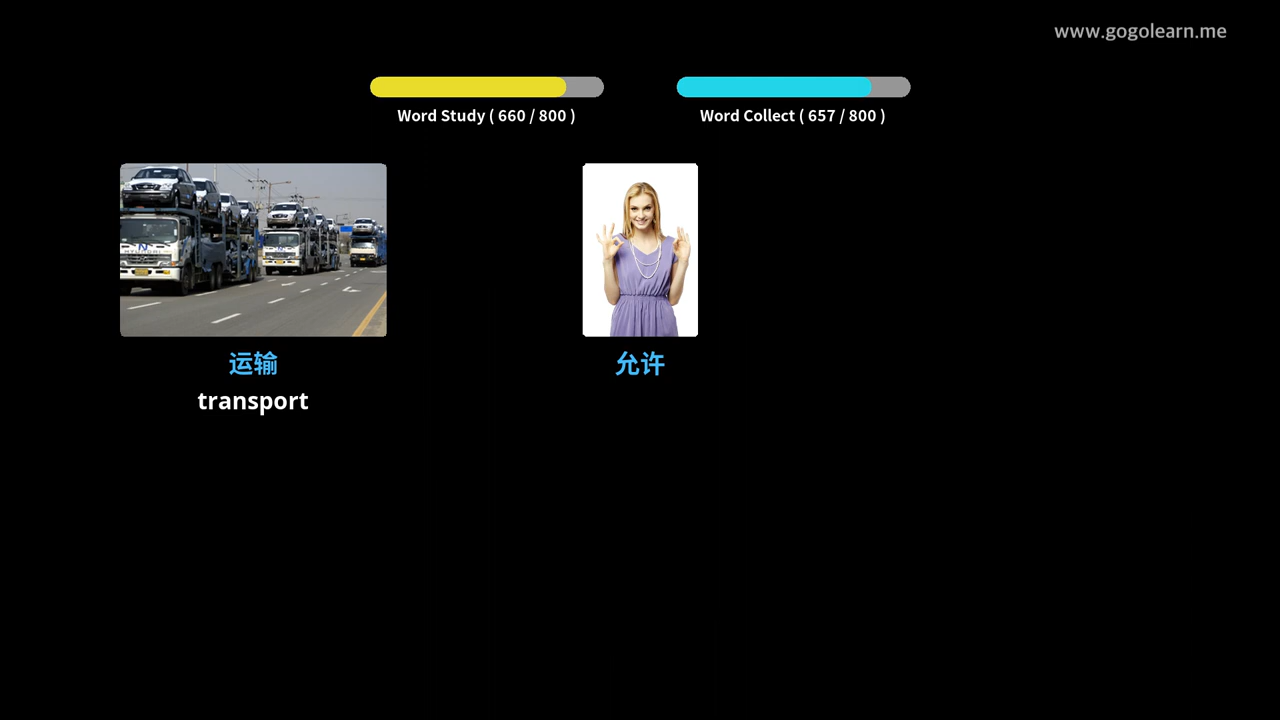 www.gogolearn.me
Word Study ( 660 / 800 )
Word Collect ( 657 / 800 )
运输
允许
transport